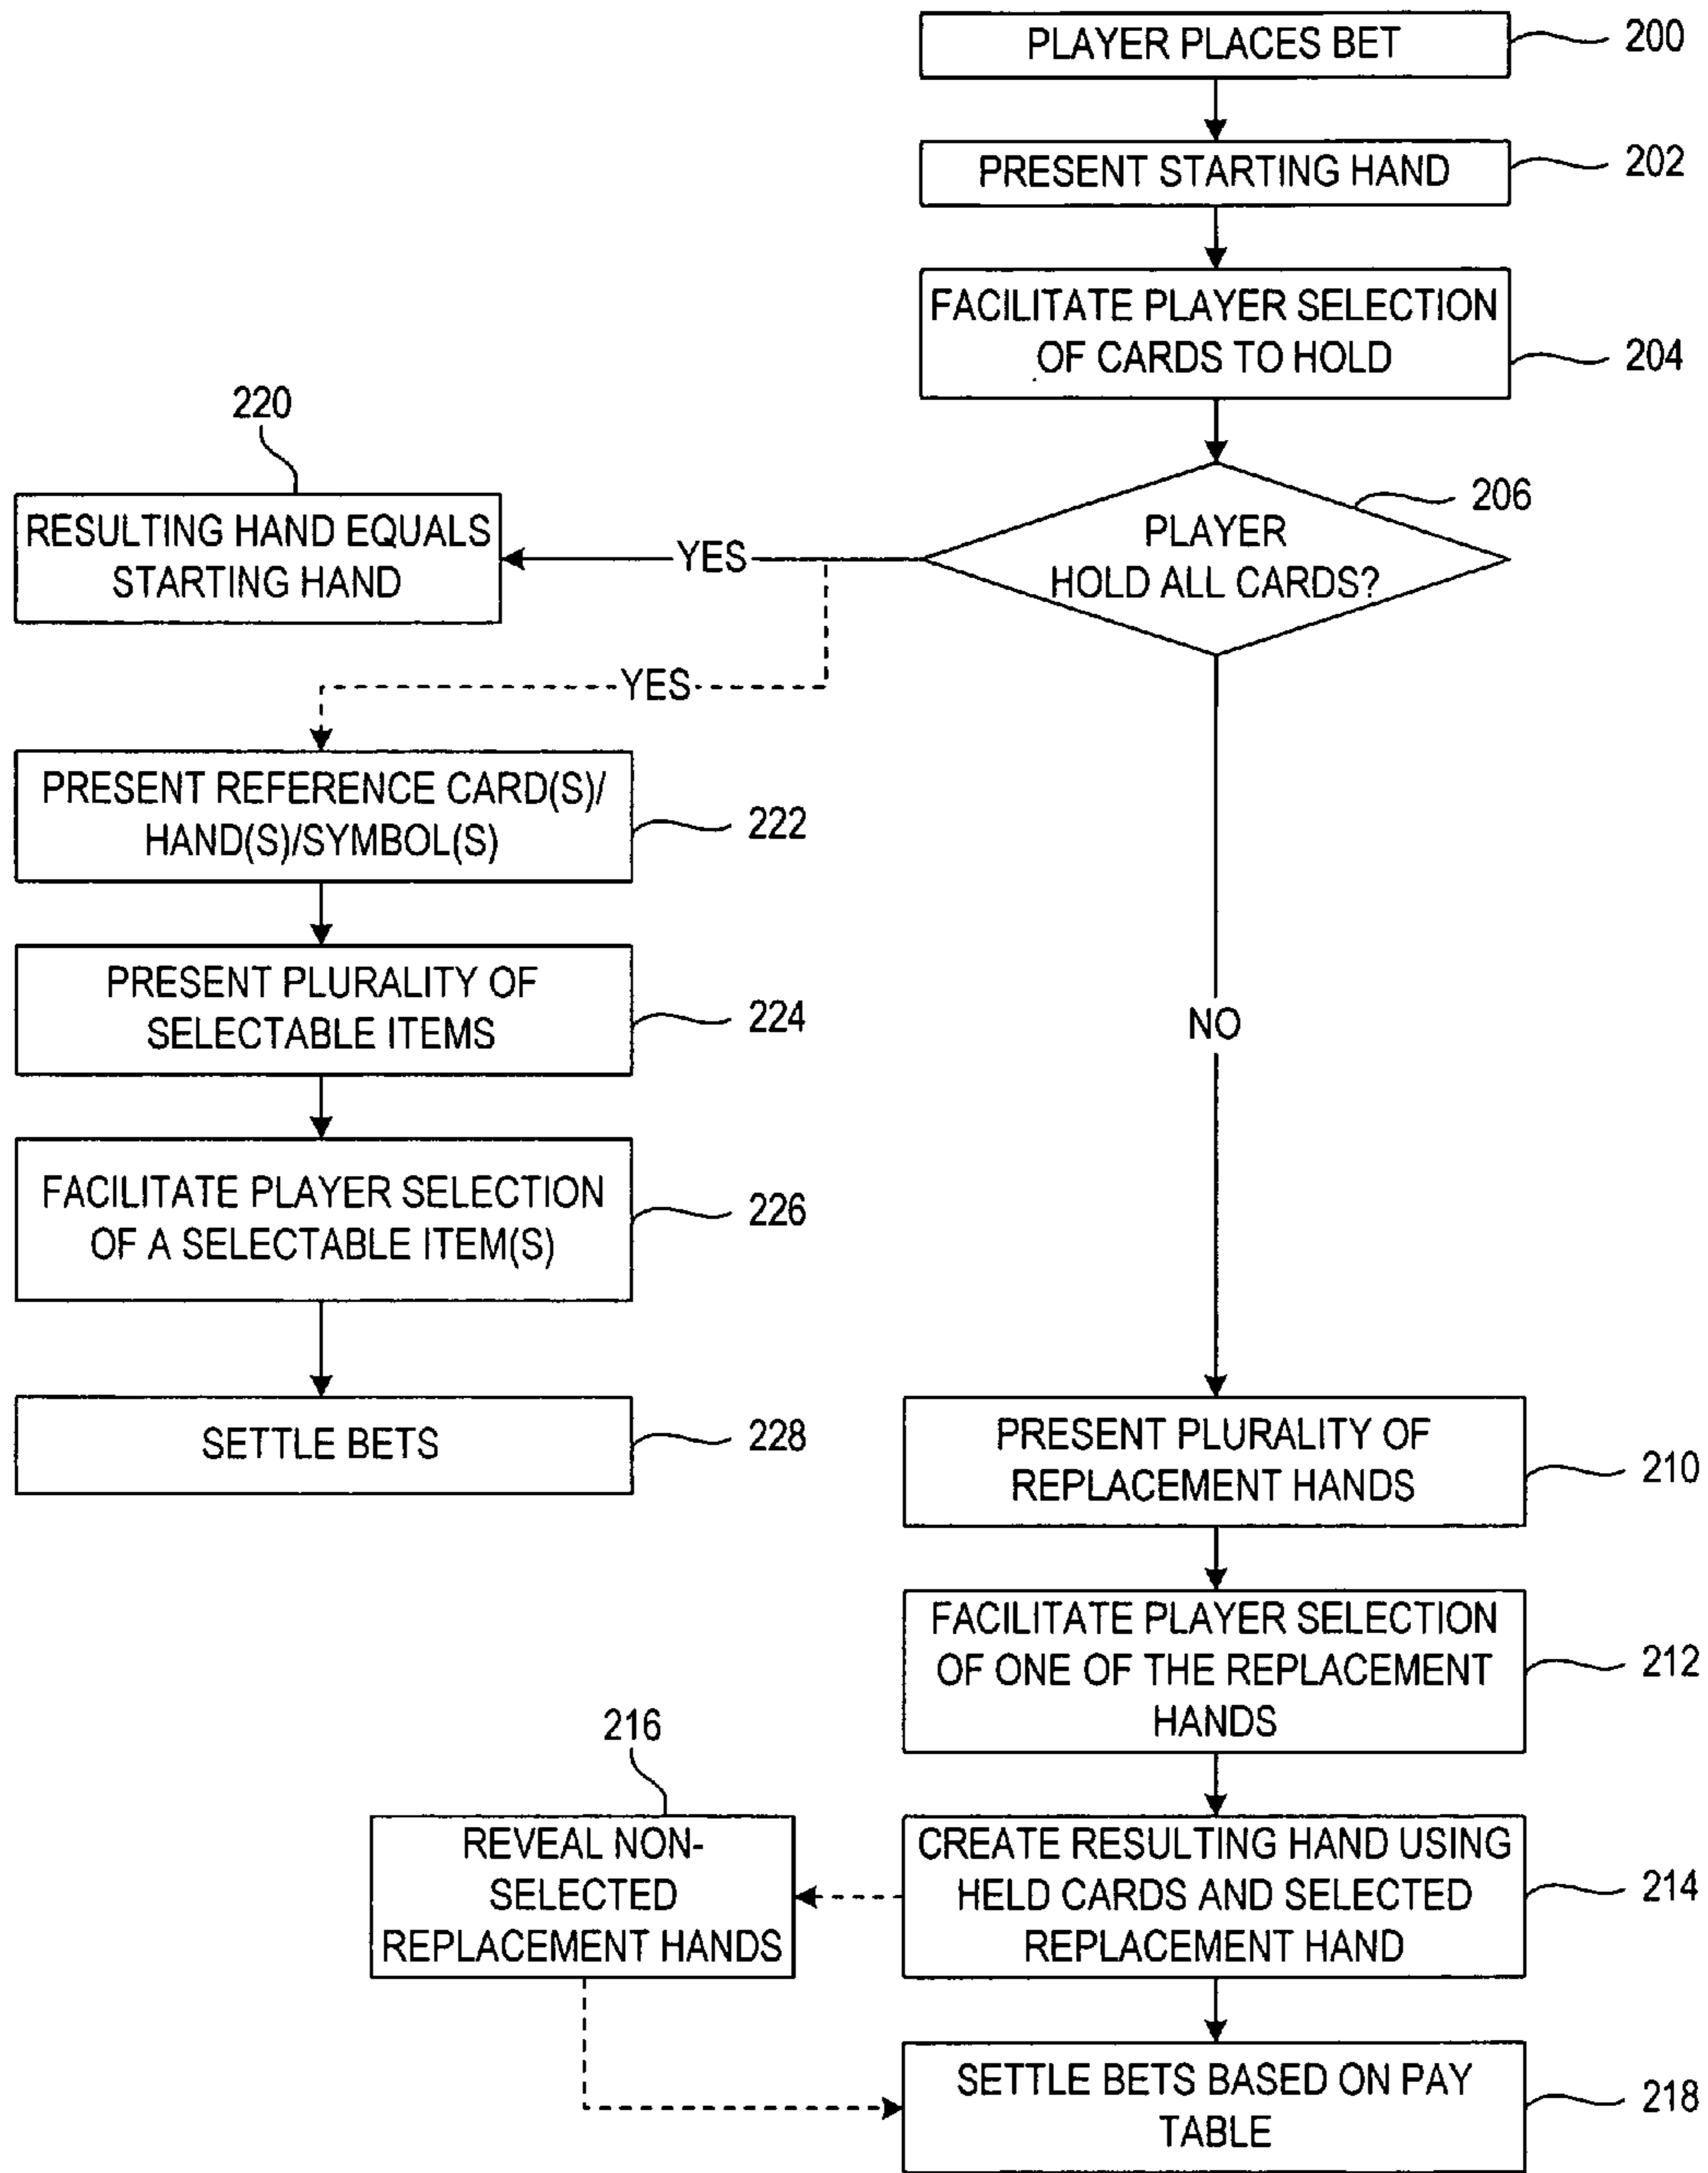 PLAYER PLACES BET
200
PRESENT STARTING HAND
202
FACILITATE PLAYER SELECTION
OF CARDS TO HOLD
204
220
RESULTING HAND EQUALS
STARTING HAND
YES
PLAYER
HOLD ALL CARDS?
206
YES
PRESENT REFERENCE CARD(S)/
HAND(S)/SYMBOL(S)
222
PRESENT PLURALITY OF
SELECTABLE ITEMS
224
NO
FACILITATE PLAYER SELECTION
OF A SELECTABLE ITEM(S)
226
SETTLE BETS
228
PRESENT PLURALITY OF
REPLACEMENT HANDS
210
FACILITATE PLAYER SELECTION
OF ONE OF THE REPLACEMENT
HANDS
212
216
REVEAL NON-
SELECTED
REPLACEMENT HANDS
CREATE RESULTING HAND USING
HELD CARDS AND SELECTED
REPLACEMENT HAND
214
SETTLE BETS BASED ON PAY
TABLE
218